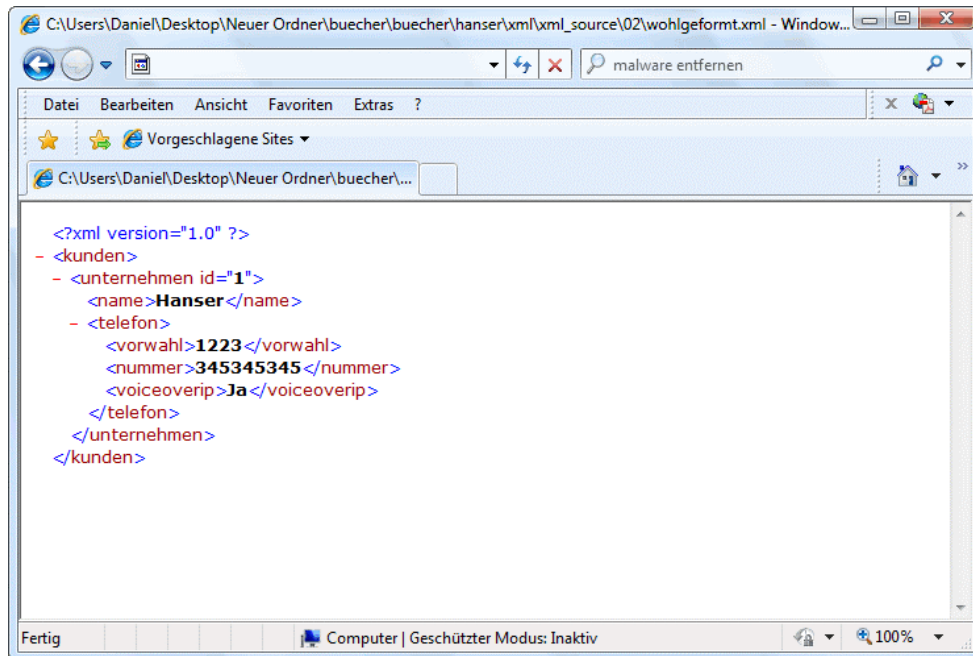 C:\Users\Daniel\Desktop\Neuer Ordner\buecher\buecher\hanser\xml\xml_source\02\wohlgeformt.xml - Window...
malware entfernen
Datei Bearbeiten Ansicht Favoriten Extras ?
Vorgeschlagene Sites
C:\Users\Daniel\Desktop\Neuer Ordner\buecher\...
<?xml version="1.0" ?>
- <kunden>
- <unternehmen id="1">
<name>Hanser</name>
- <telefon>
<vorwahl>1223</vorwahl>
<nummer>345345345</nummer>
<voiceoverip>Ja</voiceoverip>
</telefon>
</unternehmen>
</kunden>
Fertig Computer | Geschützter Modus: Inaktiv 100%